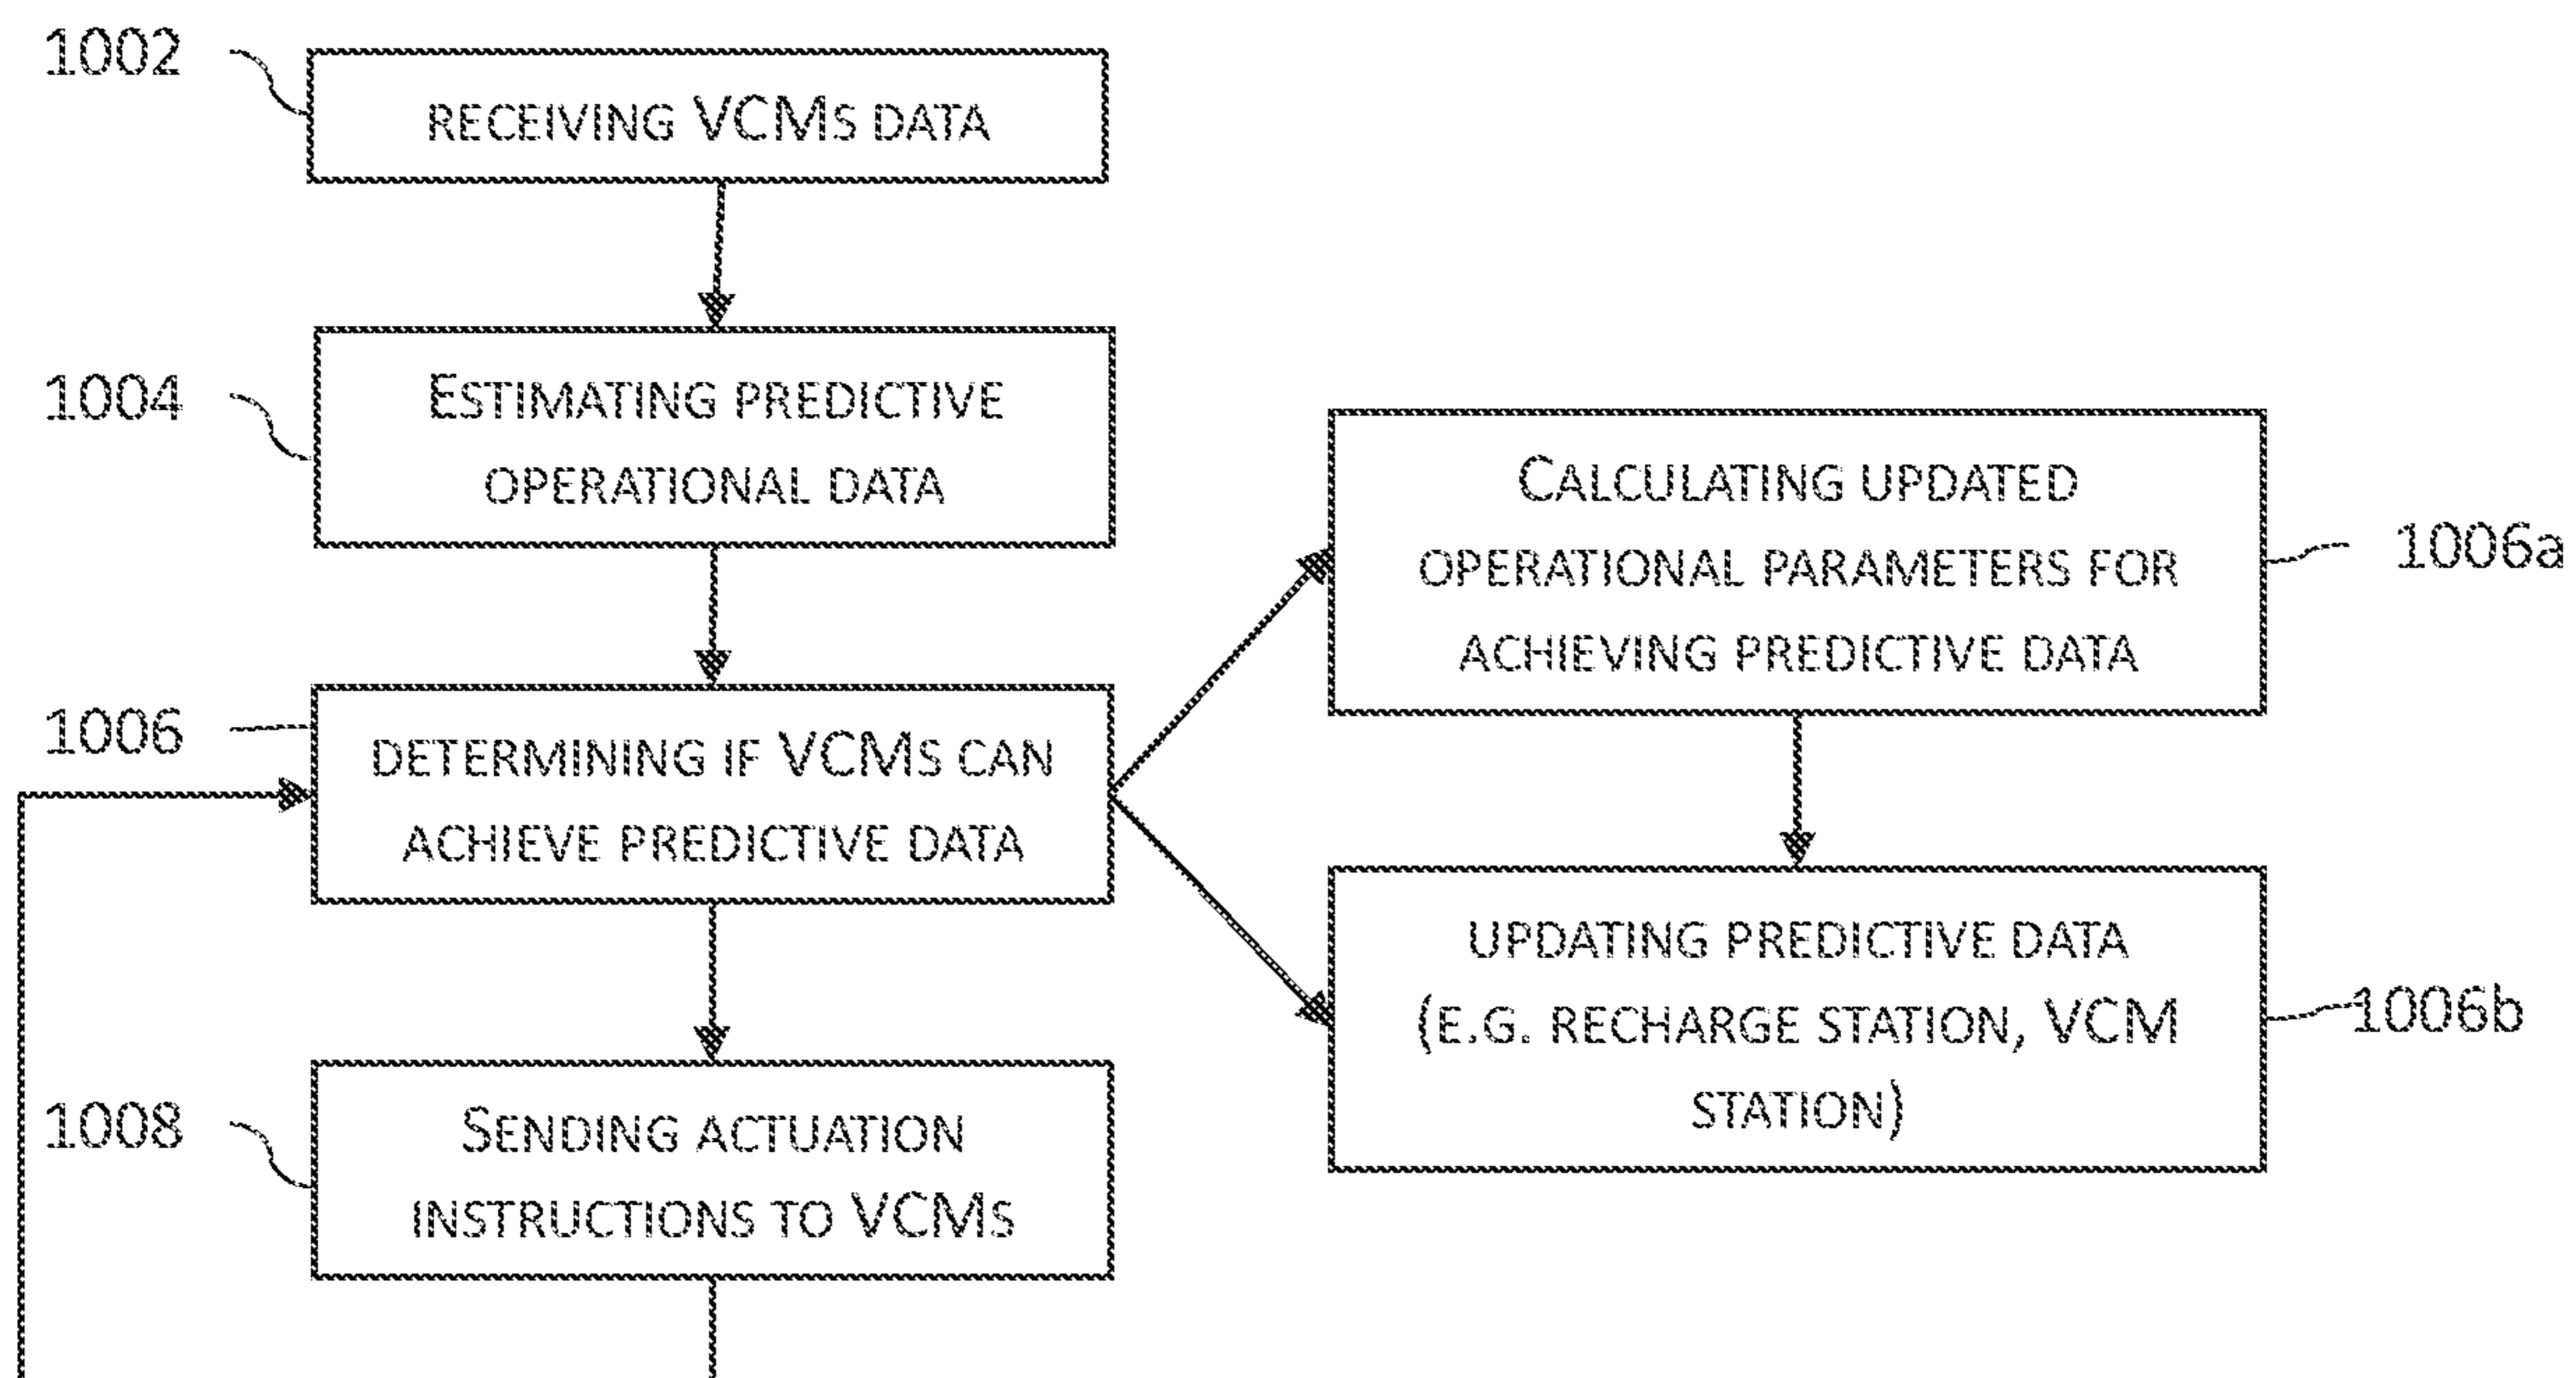 1002
RECEIVING VCMS DATA
1004
ESTIMATING PREDICTIVE
OPERATIONAL DATA
1006
DETERMINING IF VCMS CAN
ACHIEVE PREDICTIVE DATA
CALCULATING UPDATED
OPERATIONAL PARAMETERS FOR
ACHIEVING PREDICTIVE DATA
1006a
UPDATING PREDICTIVE DATA
(E.G. RECHARGE STATION, VCM
STATION)
1006b
1008
SENDING ACTUATION
INSTRUCTIONS TO VCMS